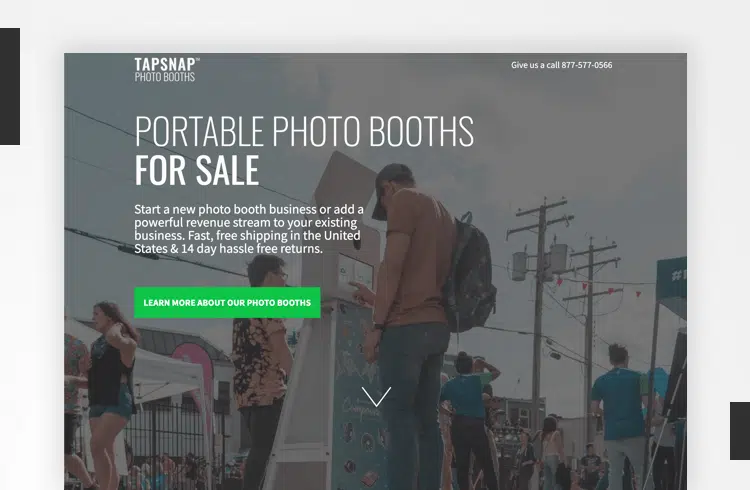 TAPSNAP™
PHOTO BOOTHS
Give us a call 877-577-0566
PORTABLE PHOTO BOOTHS
FOR SALE
Start a new photo booth business or add a
powerful revenue stream to your existing
business. Fast, free shipping in the United
States & 14 day hassle free returns.
LEARN MORE ABOUT OUR PHOTO BOOTHS